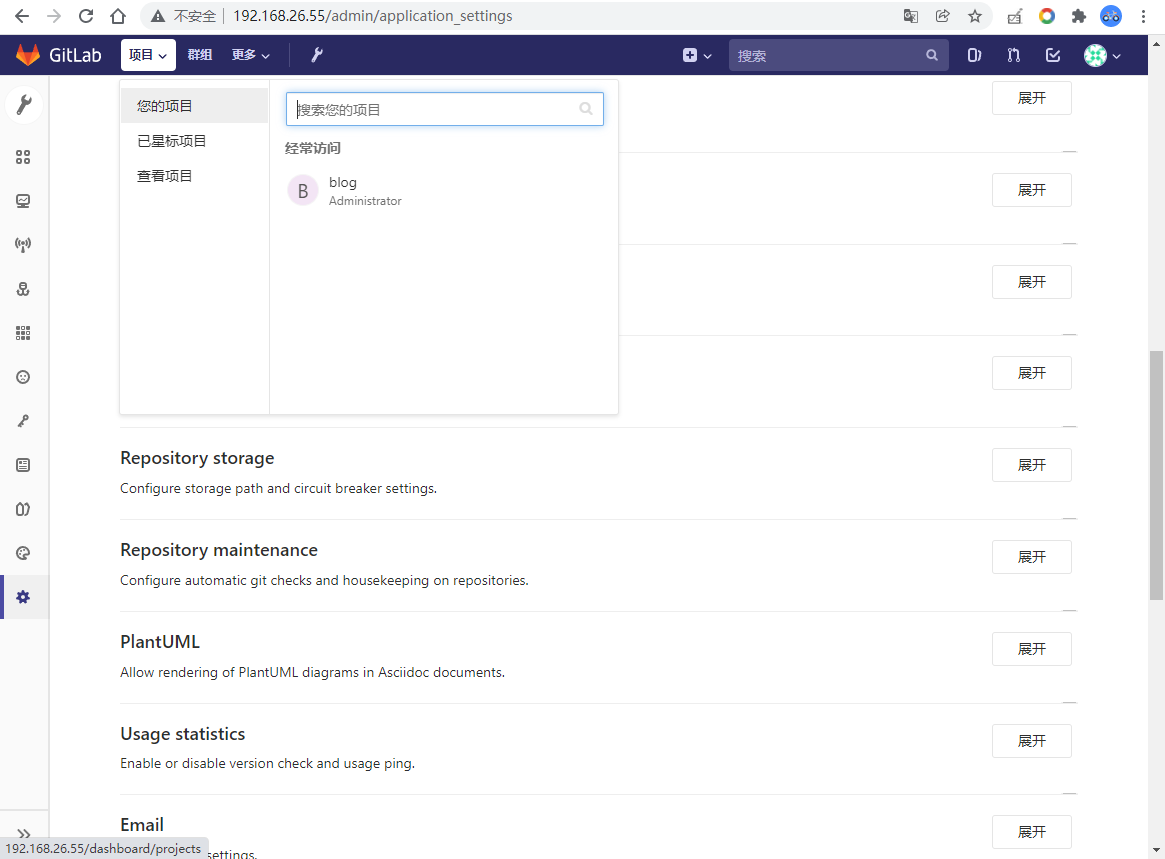 不安全 192.168.26.55/admin/application_settings
GitLab 项目 群组 更多 搜索
您的项目
已星标项目
查看项目
搜索您的项目
经常访问
B
blog
Administrator
展开
展开
展开
展开
Repository storage
展开
Configure storage path and circuit breaker settings.
Repository maintenance
展开
Configure automatic git checks and housekeeping on repositories.
PlantUML
展开
Allow rendering of PlantUML diagrams in Asciidoc documents.
Usage statistics
展开
Enable or disable version check and usage ping.
Email
展开
192.168.26.55/dashboard/projects
settings.